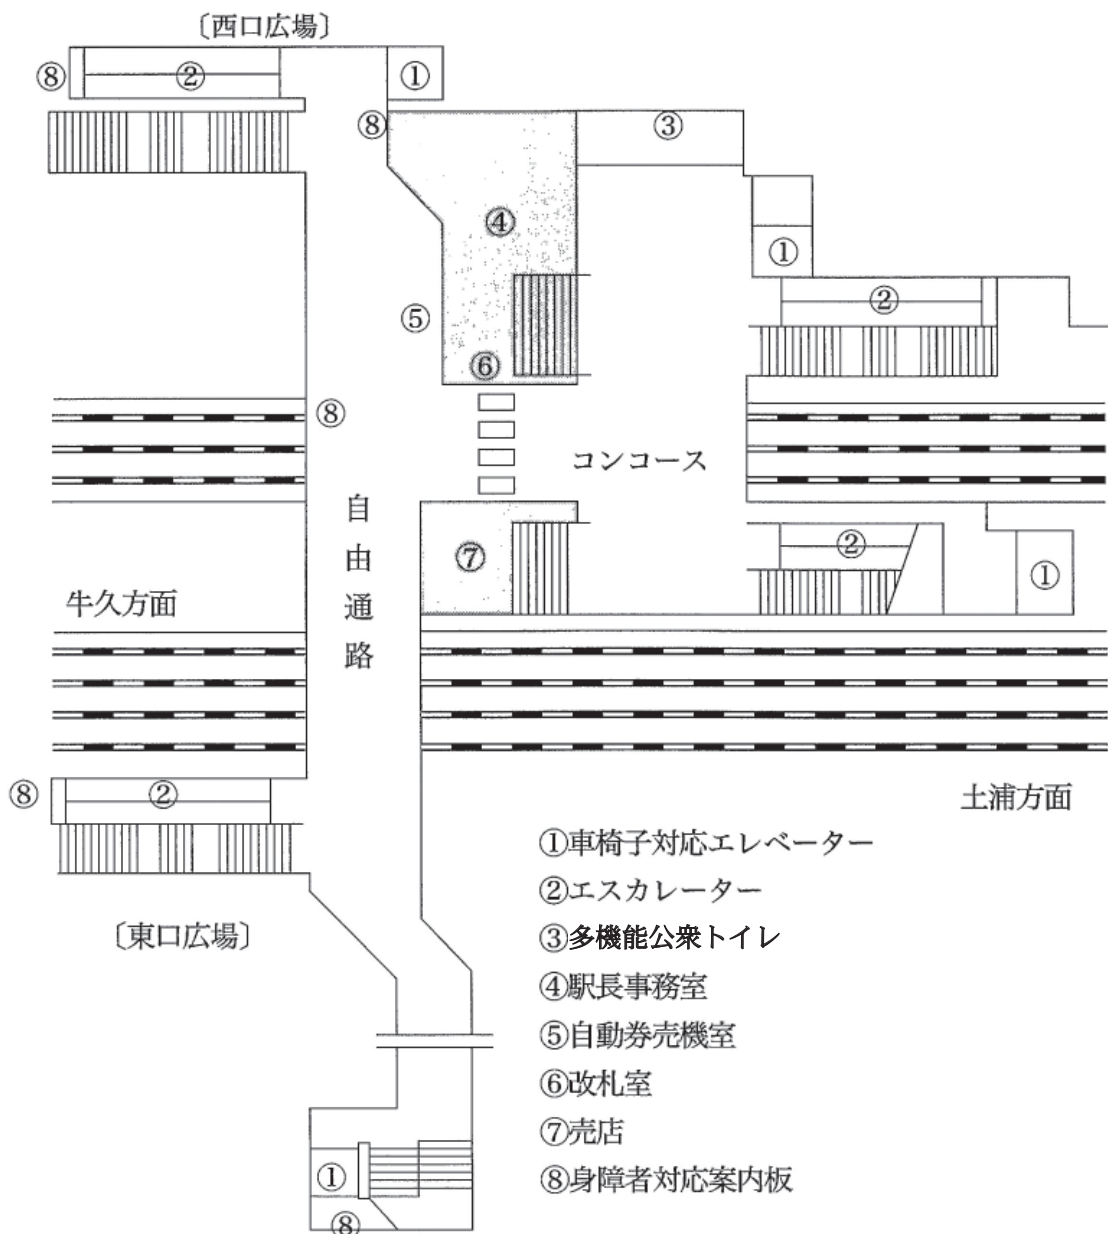 〔西口広場〕
⑧
②
①
⑧
③
④
①
⑤
②
⑥
⑧
コンコース
自由通路
⑦
②
①
牛久方面
⑧
②
土浦方面
〔東口広場〕
①車椅子対応エレベーター
②エスカレーター
③多機能公衆トイレ
④駅長事務室
⑤自動券売機室
⑥改札室
⑦売店
⑧身障者対応案内板
①
⑧